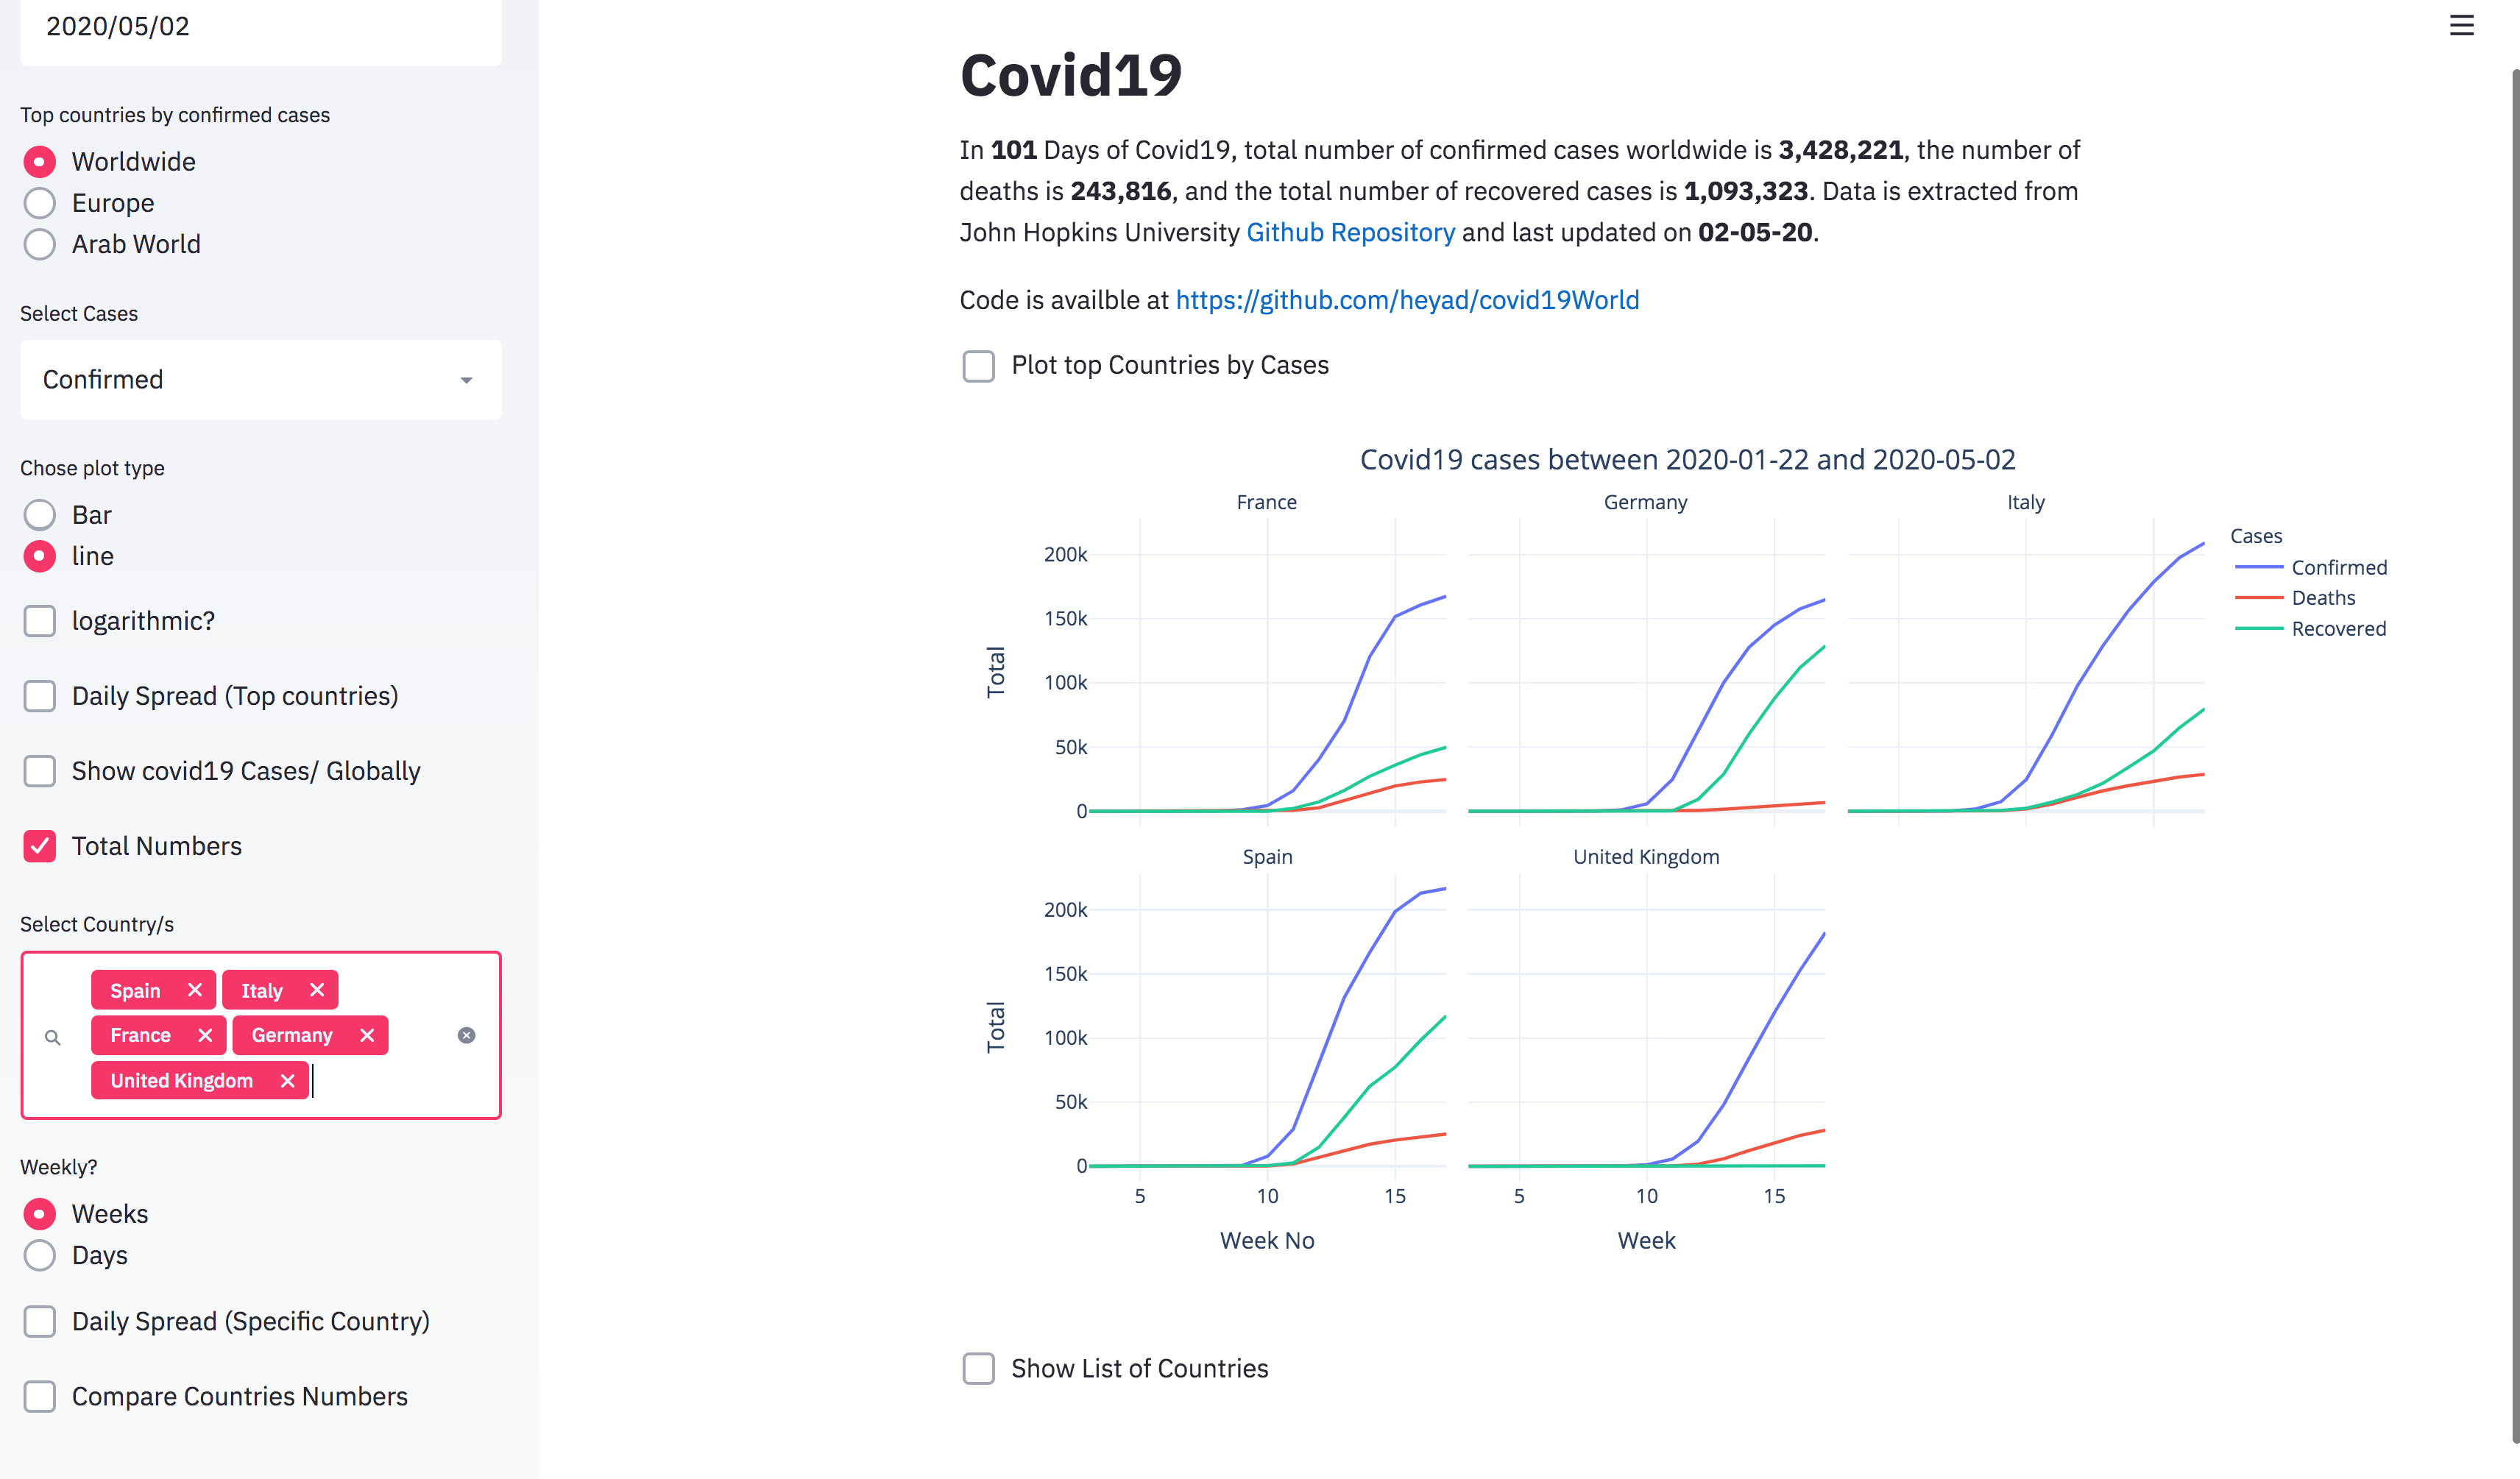 2020/05/02
Top countries by confirmed cases
Worldwide
Europe
Arab World
Select Cases
Confirmed
Chose plot type
Bar
line
logarithmic?
Daily Spread (Top countries)
Show covid19 Cases/ Globally
Total Numbers
Select Country/s
Spain Italy
France Germany
United Kingdom
Weekly?
Weeks
Days
Daily Spread (Specific Country)
Compare Countries Numbers
Covid19
In 101 Days of Covid19, total number of confirmed cases worldwide is 3,428,221, the number of
deaths is 243,816, and the total number of recovered cases is 1,093,323. Data is extracted from
John Hopkins University Github Repository and last updated on 02-05-20.
Code is availble at https://github.com/heyad/covid19World
Plot top Countries by Cases
Covid19 cases between 2020-01-22 and 2020-05-02
France Germany Italy
Cases
Confirmed
Deaths
Recovered
200k
150k
100k
50k
0
Total
Spain United Kingdom
200k
150k
100k
50k
0
Total
5 10 15 5 10 15
Week No Week
Show List of Countries